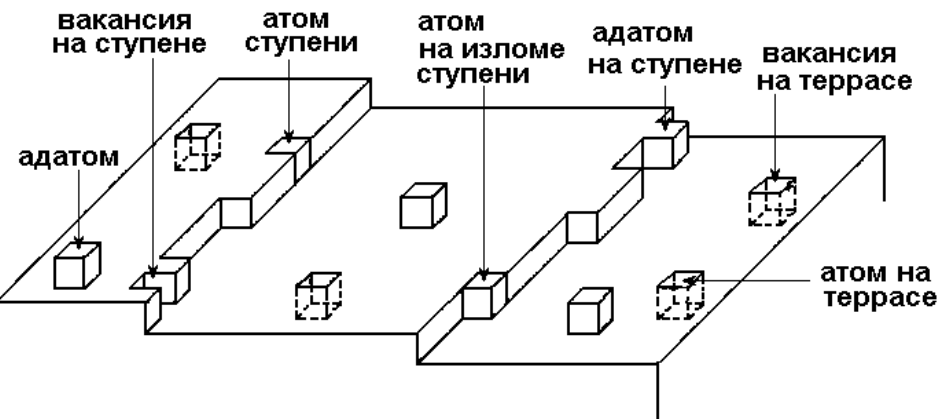 вакансия
на ступене
атом
ступени
атом
на изломе
ступени
адатом
на ступене
вакансия
на террасе
адатом
атом на
террасе